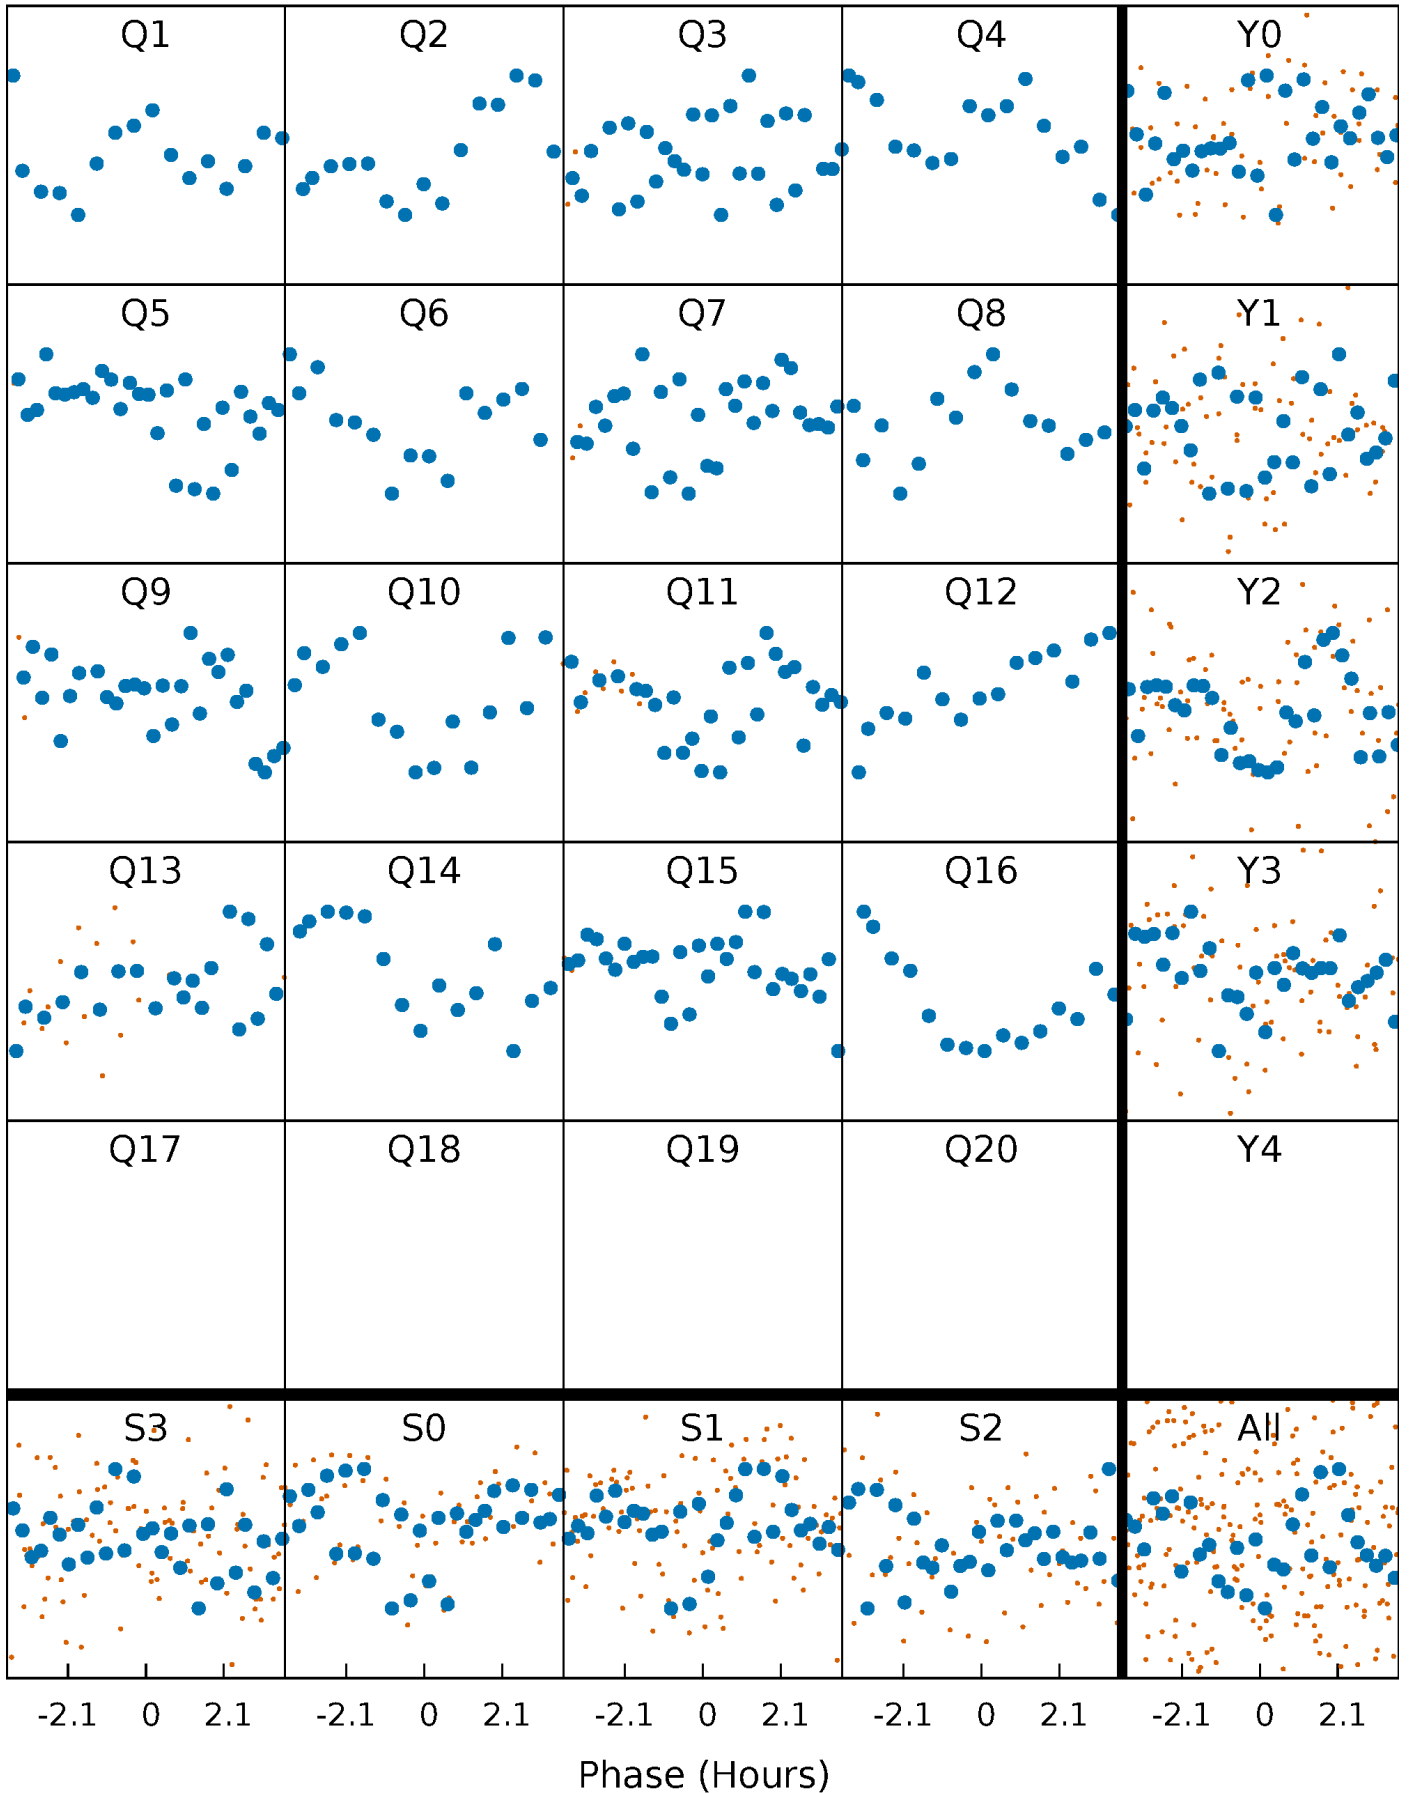 Q1 Q2 Q3 Q4 Y0
Q5 Q6 Q7 Q8 Y1
Q9 Q10 Q11 Q12 Y2
Q13 Q14 Q15 Q16 Y3
Q17 Q18 Q19 Q20 Y4
S3 S0 S1 S2 All
-2.1 0 2.1 -2.1 0 2.1 -2.1 0 2.1 -2.1 0 2.1 -2.1 0 2.1
Phase (Hours)